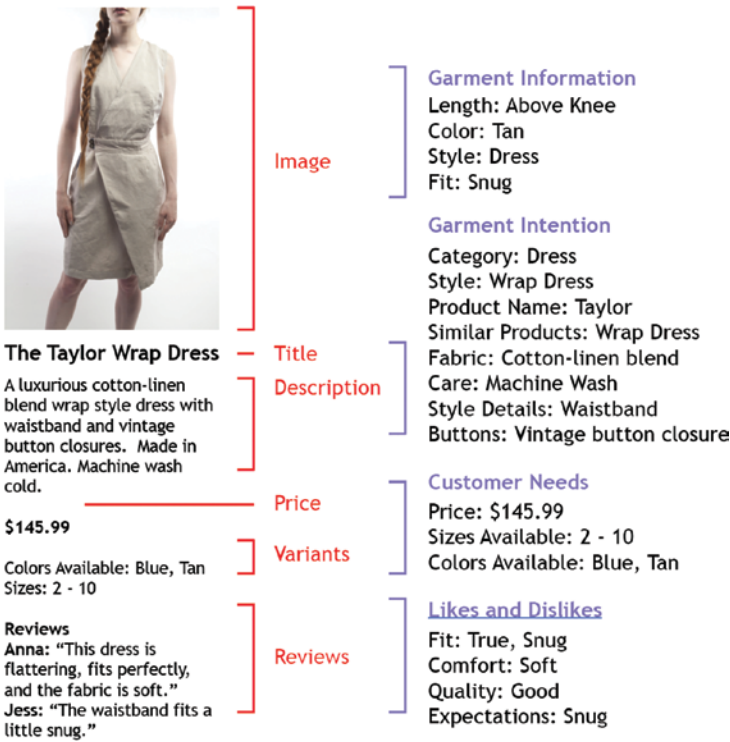 The Taylor Wrap Dress
A luxurious cotton-linen
blend wrap style dress with
waistband and vintage
button closures.  Made in
America. Machine wash
cold.
$145.99
Colors Available: Blue, Tan
Sizes: 2 - 10
Reviews
Anna: “This dress is
flattering, fits perfectly,
and the fabric is soft.”
Jess: “The waistband fits a
little snug.”
Image
Title
Description
Price
Variants
Reviews
Garment Information
Length: Above Knee
Color: Tan
Style: Dress
Fit: Snug
Garment Intention
Category: Dress
Style: Wrap Dress
Product Name: Taylor
Similar Products: Wrap Dress
Fabric: Cotton-linen blend
Care: Machine Wash
Style Details: Waistband
Buttons: Vintage button closure
Customer Needs
Price: $145.99
Sizes Available: 2 - 10
Colors Available: Blue, Tan
Likes and Dislikes
Fit: True, Snug
Comfort: Soft
Quality: Good
Expectations: Snug